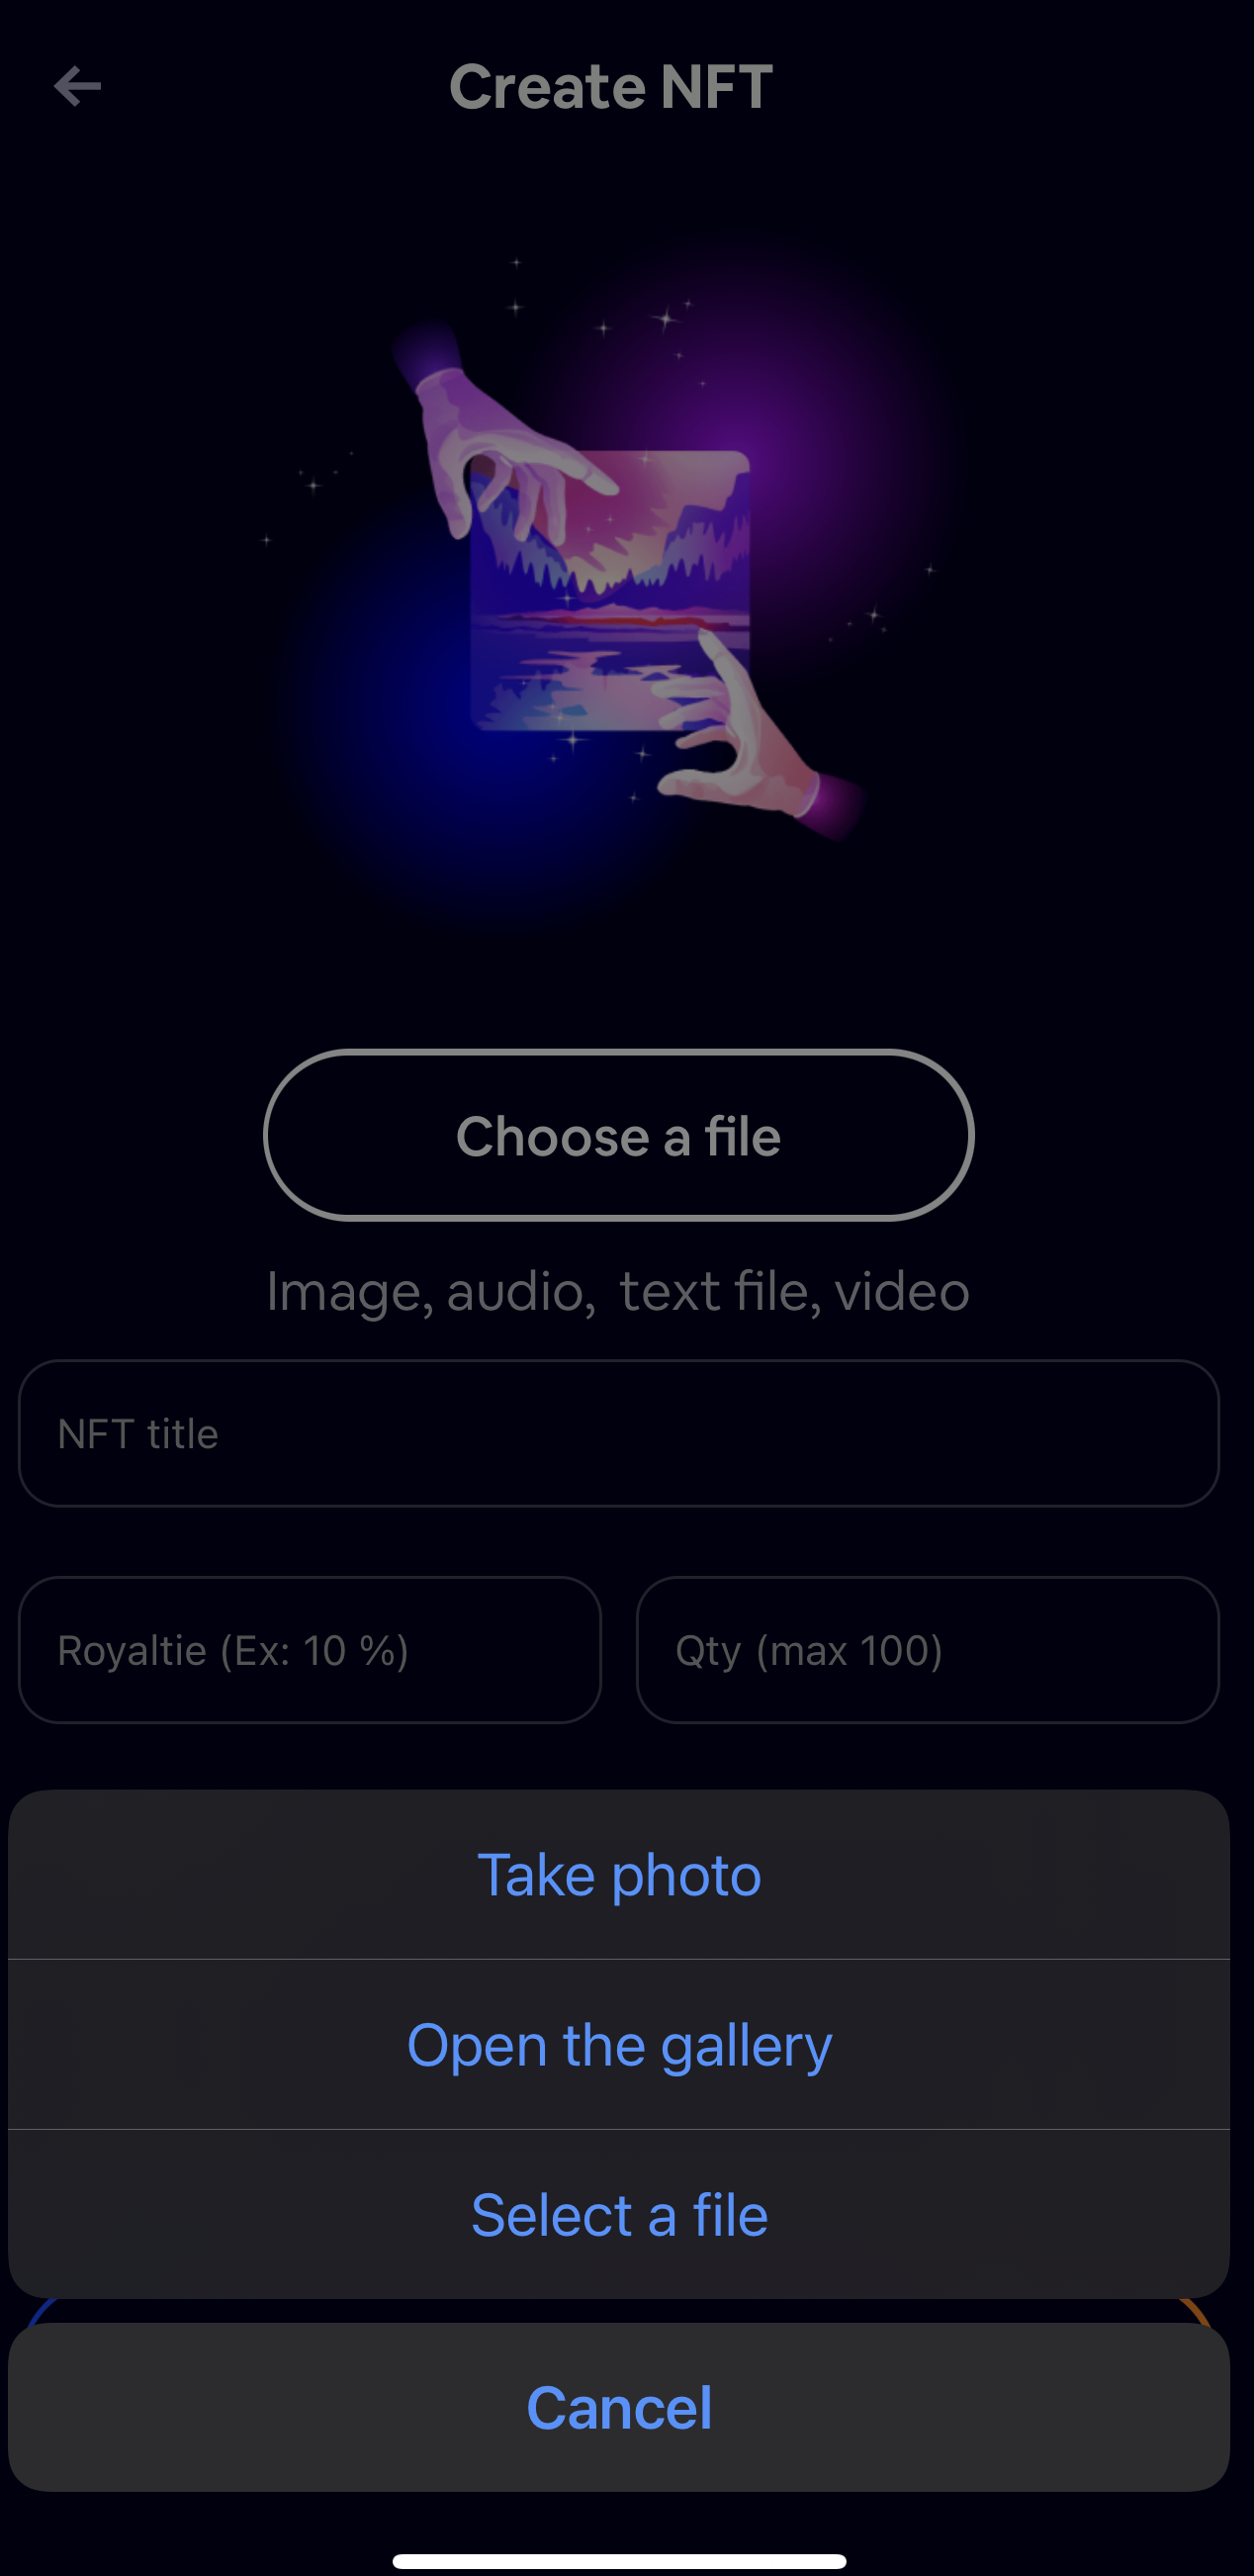 Create NFT
Choose a file
Image, audio,  text file, video
NFT title
Royaltie (Ex: 10 %)
Qty (max 100)
Take photo
Open the gallery
Select a file
Cancel